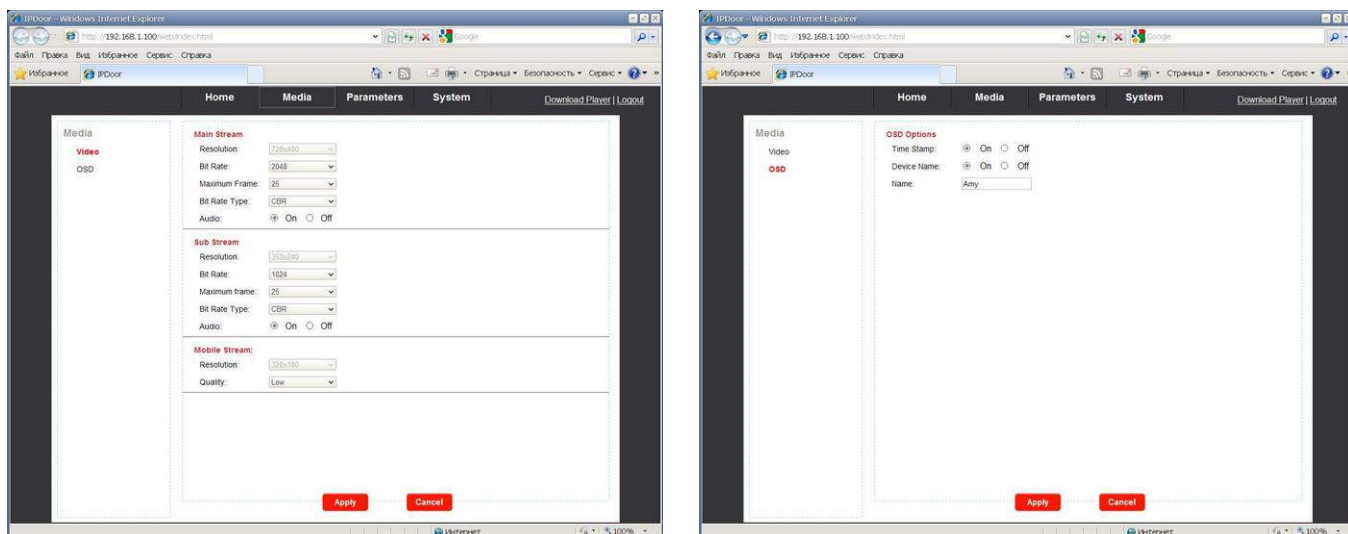 IPDoor - Windows Internet Explorer
http://192.168.1.100/web/index.html
Google
Файл Правка Вид Избранное Сервис Справка
Избранное IPDoor Страница Безопасность Сервис
Home Media Parameters System Download Player | Logout
Media
Video
OSD
Main Stream
Resolution: 720x480
Bit Rate: 2048
Maximum Frame: 25
Bit Rate Type: CBR
Audio: On Off
Sub Stream
Resolution: 352x240
Bit Rate: 1024
Maximum frame: 25
Bit Rate Type: CBR
Audio: On Off
Mobile Stream:
Resolution:
Quality: Low
Apply Cancel
Интернет 100%
IPDoor - Windows Internet Explorer
http://192.168.1.100/web/index.html
Google
Файл Правка Вид Избранное Сервис Справка
Избранное IPDoor Страница Безопасность Сервис
Home Media Parameters System Download Player | Logout
Media
Video
OSD
OSD Options
Time Stamp: On Off
Device Name: On Off
Name: Amy
Apply Cancel
Интернет 100%